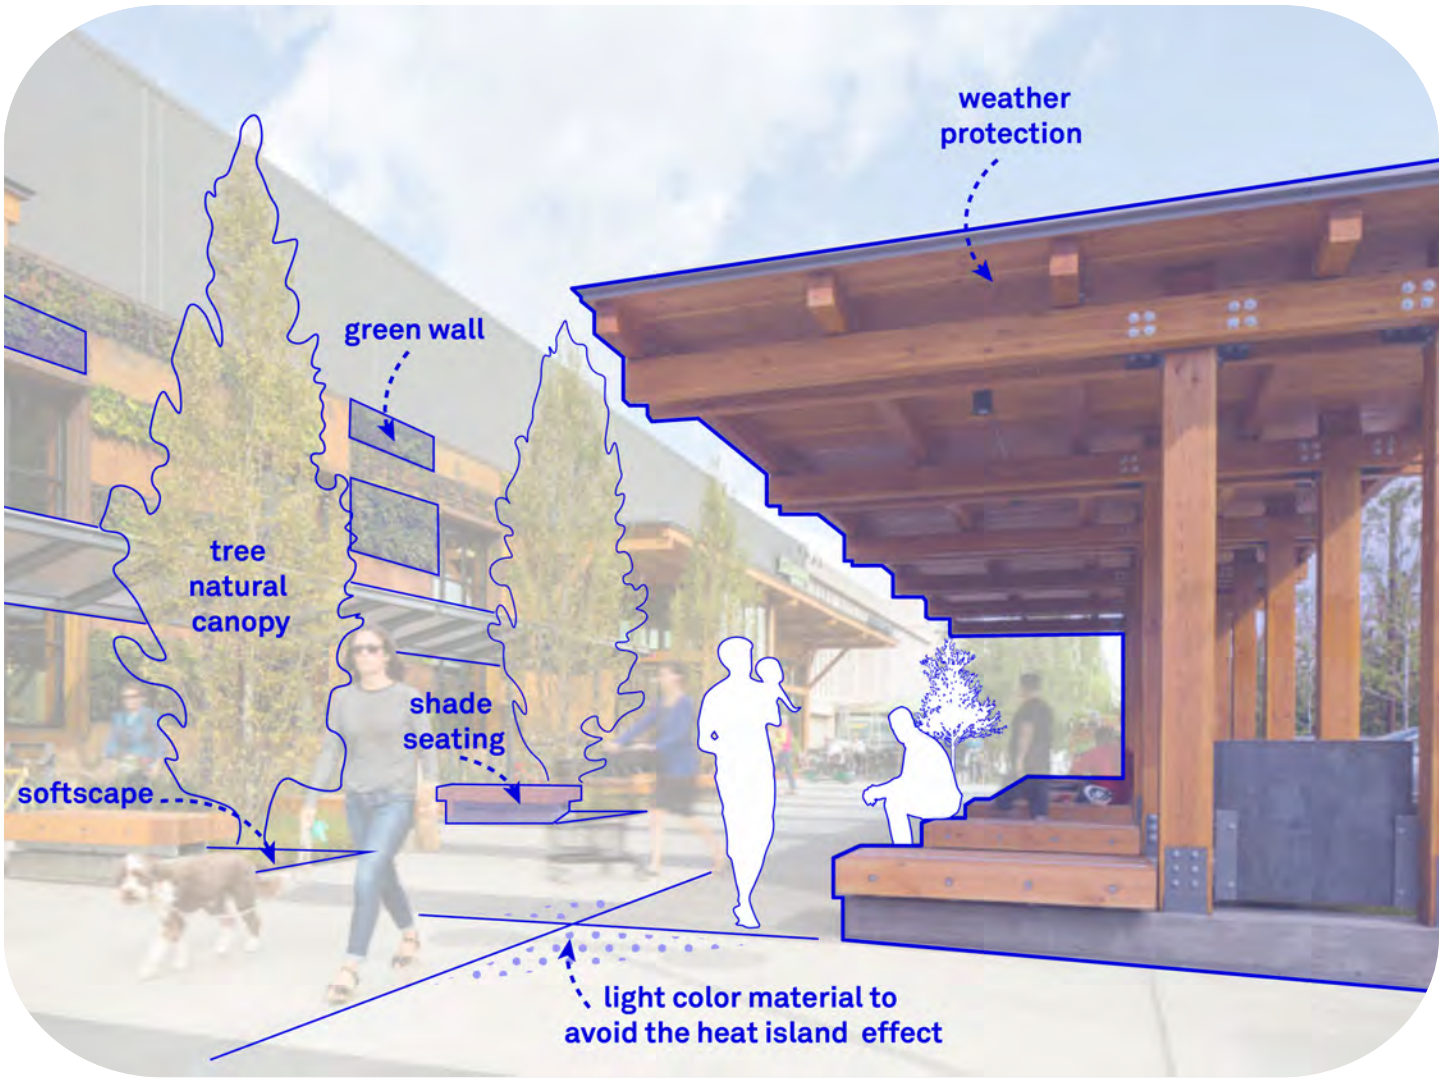 weather
protection
green wall
tree
natural
canopy
shade
seating
softscape
light color material to
avoid the heat island effect